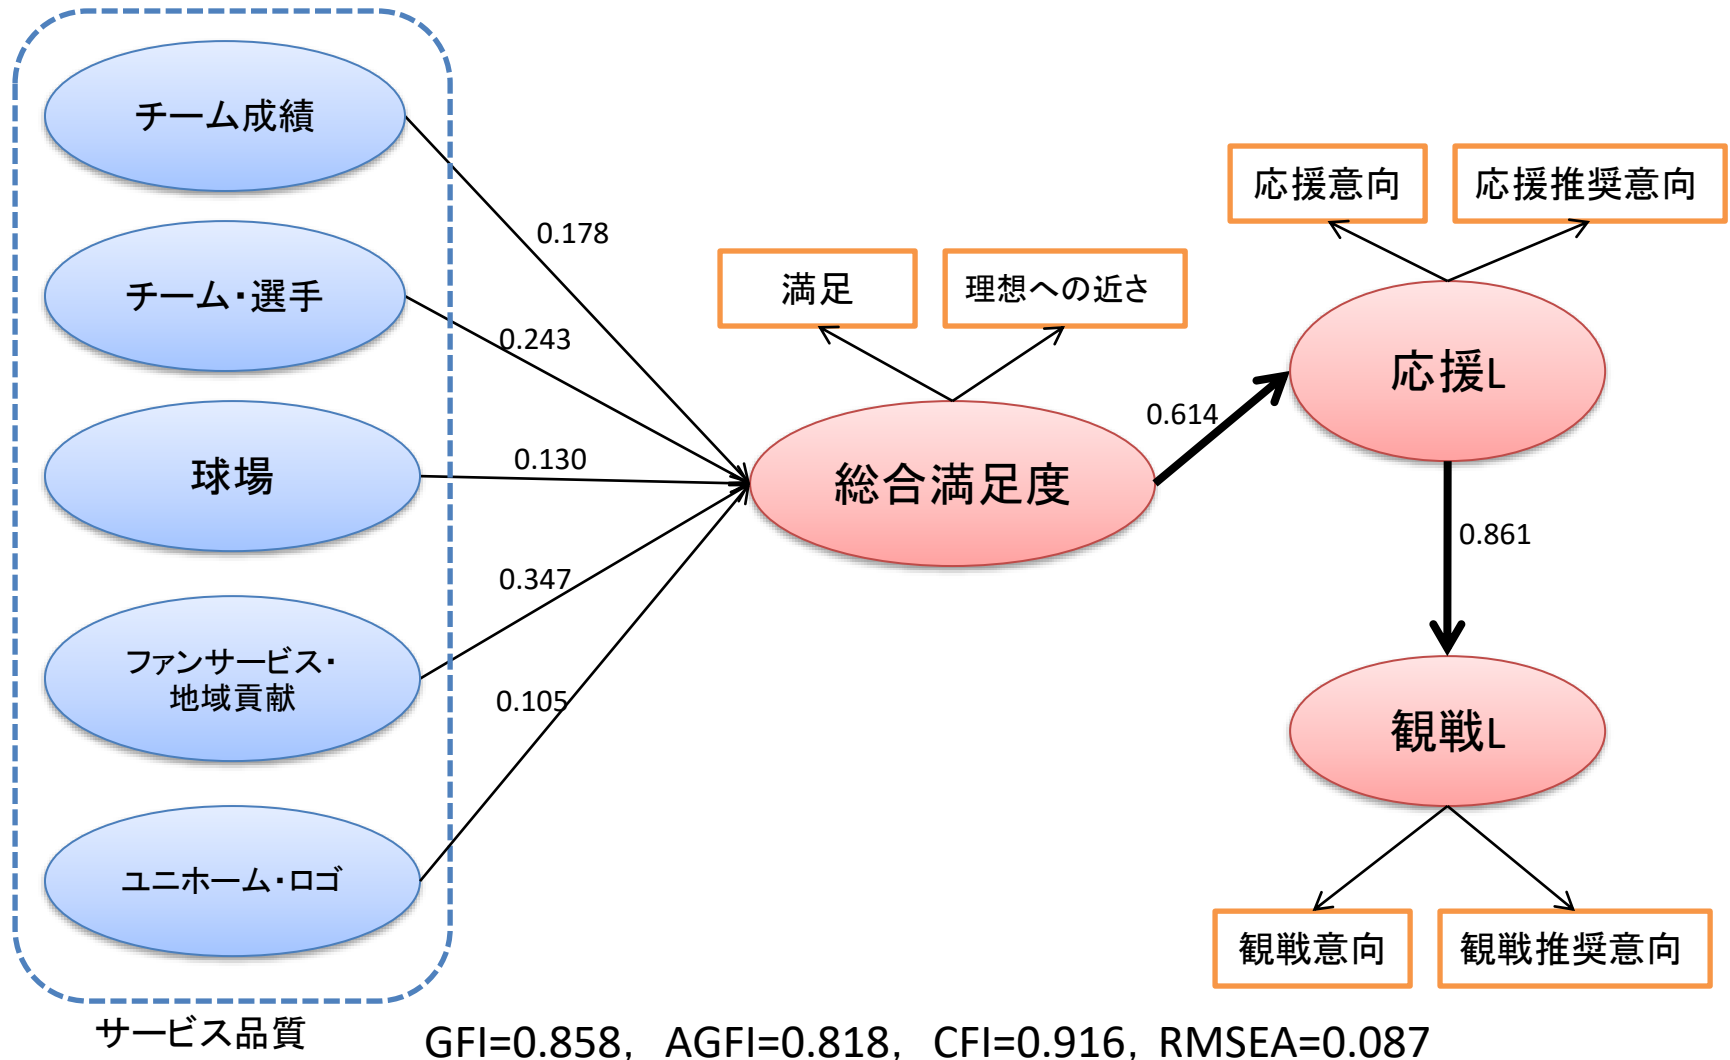 チーム成績
チーム・選手
球場
ファンサービス・
地域貢献
ユニホーム・ロゴ
サービス品質
0.178
0.243
0.130
0.347
0.105
満足
理想への近さ
総合満足度
0.614
応援意向
応援推奨意向
応援L
0.861
観戦L
観戦意向
観戦推奨意向
GFI=0.858, AGFI=0.818, CFI=0.916, RMSEA=0.087